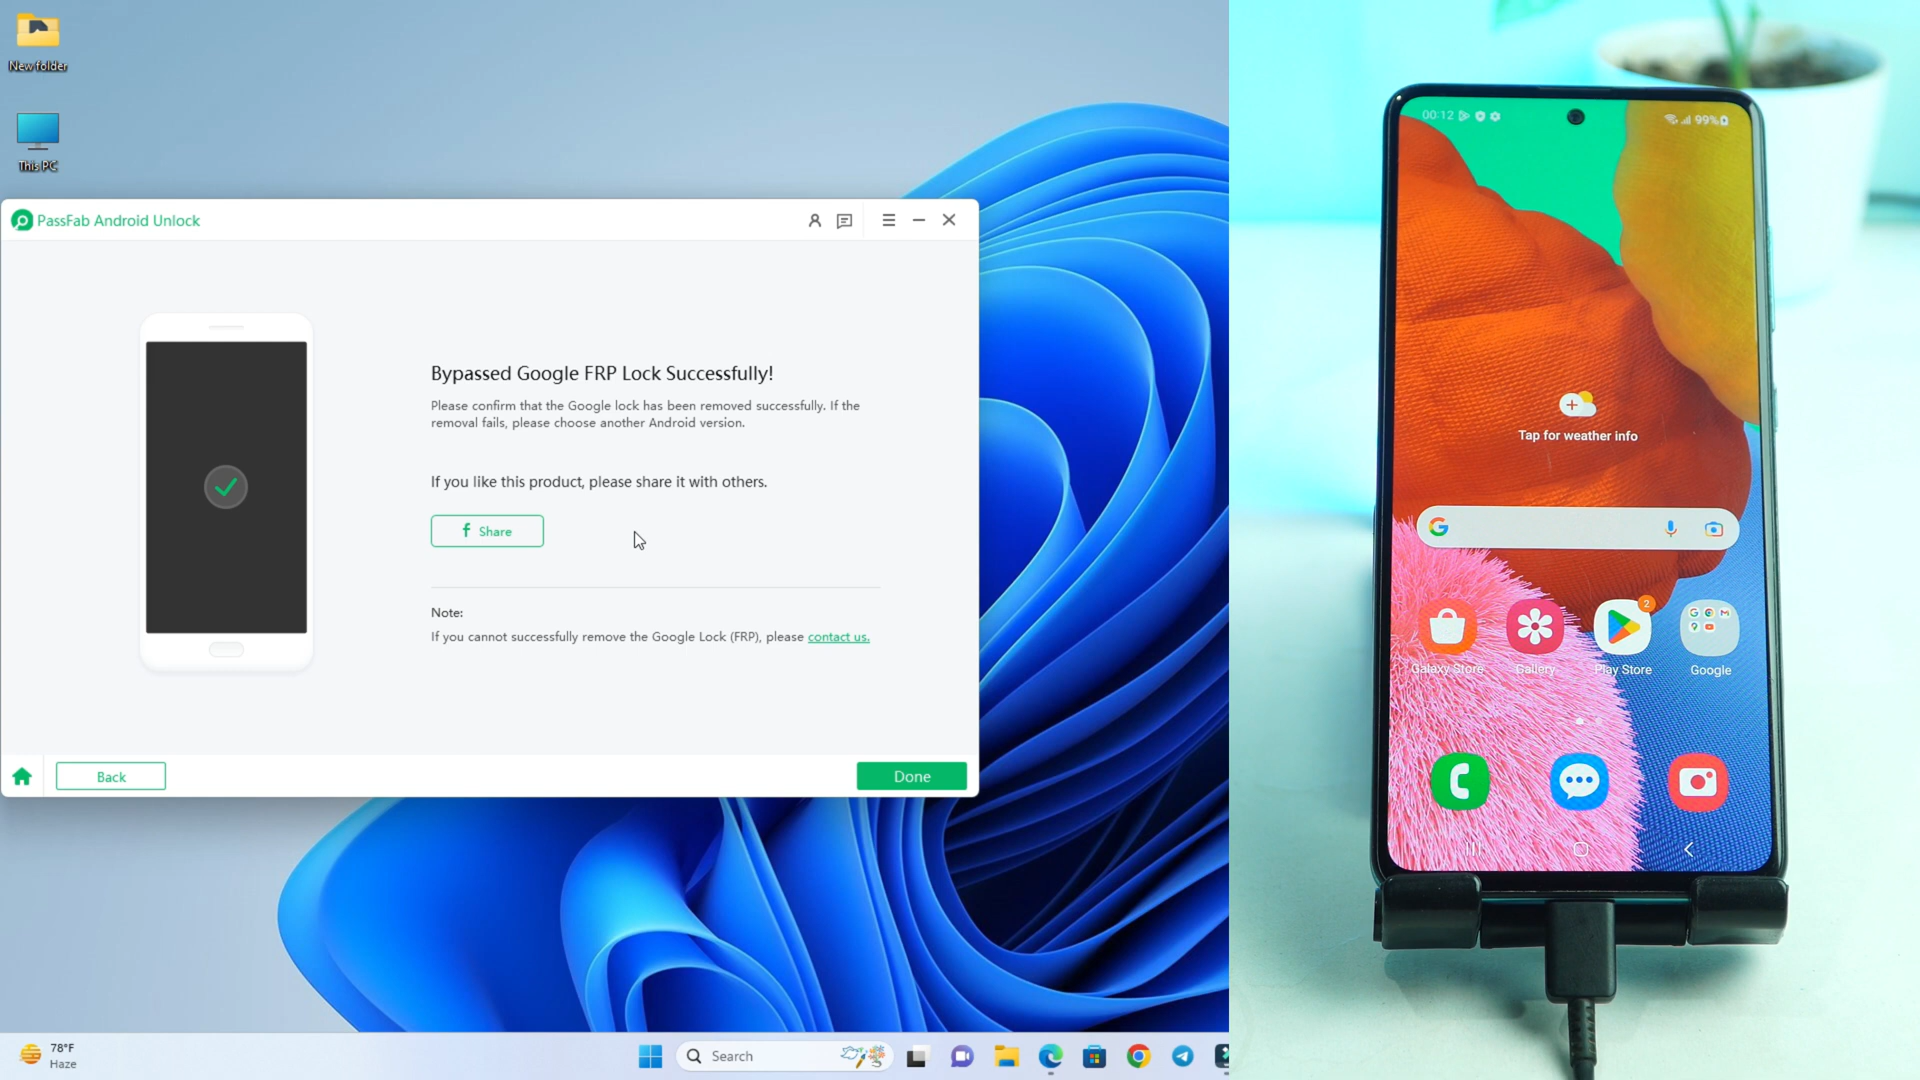 New folder
This PC
PassFab Android Unlock
Bypassed Google FRP Lock Successfully!
Please confirm that the Google lock has been removed successfully. If the
removal fails, please choose another Android version.
If you like this product, please share it with others.
f Share
Note:
If you cannot successfully remove the Google Lock (FRP), please contact us.
Back
Done
78°F
Haze
Search
00:12
99%
Tap for weather info
2
Galaxy Store
Gallery
Play Store
Google